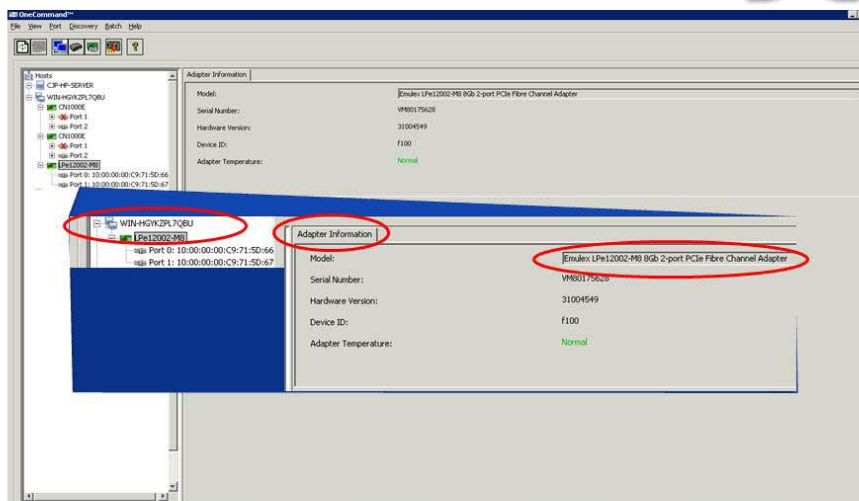 OneCommand™
File View Port Discovery Batch Help
Hosts
CJP-HP-SERVER
WIN-HGYKZPL7QBU
CN1000E
Port 1
Port 2
CN1000E
Port 1
Port 2
LPe12002-M8
Port 0: 10:00:00:00:C9:71:5D:66
Port 1: 10:00:00:00:C9:71:5D:67
Adapter Information
Model: Emulex LPe12002-M8 8Gb 2-port PCIe Fibre Channel Adapter
Serial Number: VM80175628
Hardware Version: 31004549
Device ID: f100
Adapter Temperature: Normal
WIN-HGYKZPL7QBU
LPe12002-M8
Port 0: 10:00:00:00:C9:71:5D:66
Port 1: 10:00:00:00:C9:71:5D:67
Adapter Information
Model: Emulex LPe12002-M8 8Gb 2-port PCIe Fibre Channel Adapter
Serial Number: VM80175628
Hardware Version: 31004549
Device ID: f100
Adapter Temperature: Normal